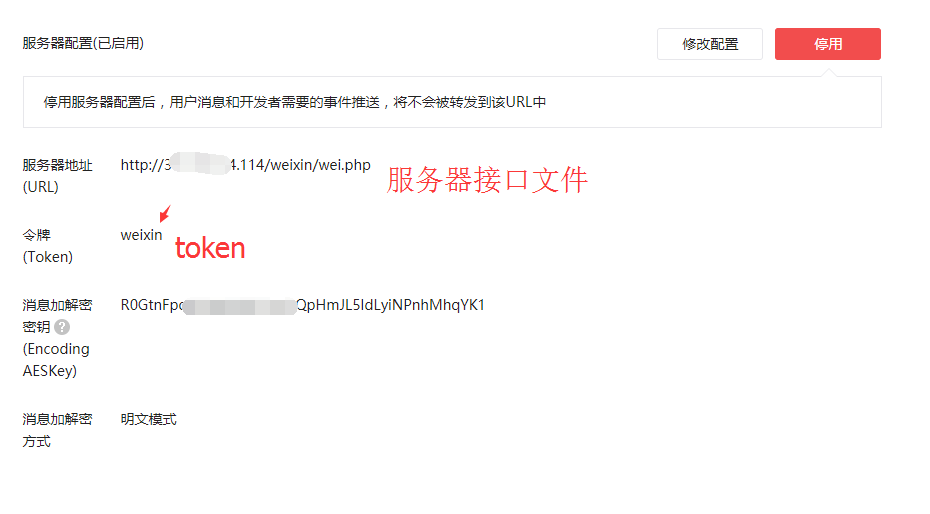 服务器配置(已启用)
修改配置
停用
停用服务器配置后，用户消息和开发者需要的事件推送，将不会被转发到该URL中
服务器地址
(URL)
http://3 4.114/weixin/wei.php
服务器接口文件
令牌
(Token)
weixin
token
消息加解密
密钥 ?
(Encoding
AESKey)
R0GtnFp QpHmJL5IdLyiNPnhMhqYK1
消息加解密
方式
明文模式